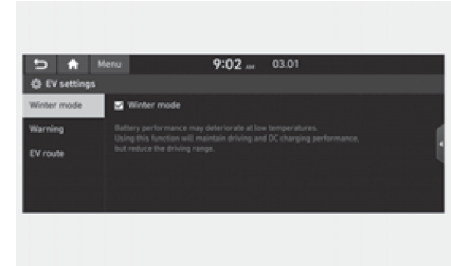 Menu 9:02 AM 03.01
EV settings
Winter mode
Winter mode
Battery performance may deteriorate at low temperatures.
Using this function will maintain driving and DC charging performance,
but reduce the driving range.
Warning
EV route